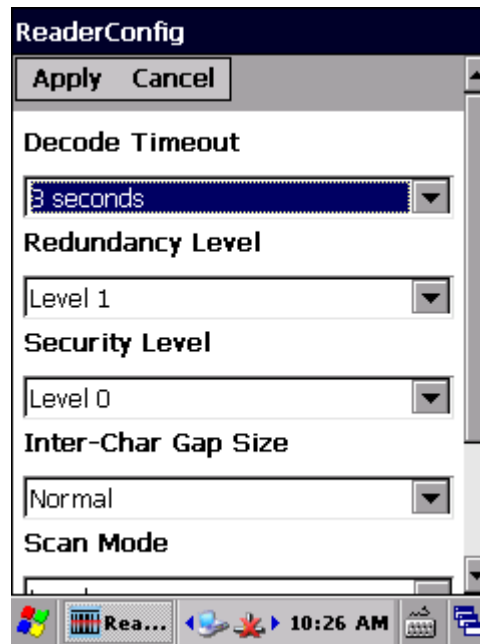 ReaderConfig
Apply Cancel
Decode Timeout
3 seconds
Redundancy Level
Level 1
Security Level
Level 0
Inter-Char Gap Size
Normal
Scan Mode
Rea... 10:26 AM